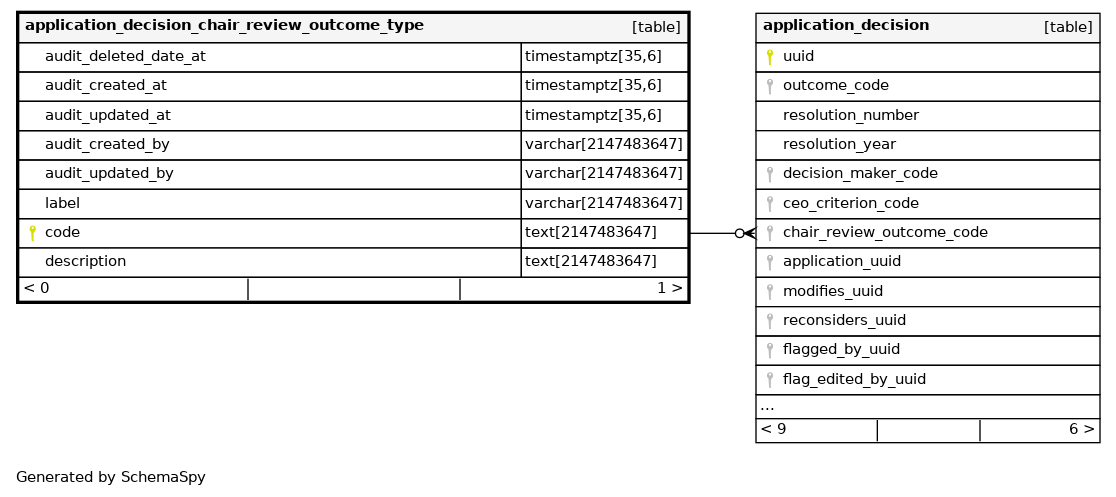 application_decision_chair_review_outcome_type [table]
audit_deleted_date_at timestamptz[35,6]
audit_created_at timestamptz[35,6]
audit_updated_at timestamptz[35,6]
audit_created_by varchar[2147483647]
audit_updated_by varchar[2147483647]
label varchar[2147483647]
code text[2147483647]
description text[2147483647]
< 0 1 >
application_decision [table]
uuid
outcome_code
resolution_number
resolution_year
decision_maker_code
ceo_criterion_code
chair_review_outcome_code
application_uuid
modifies_uuid
reconsiders_uuid
flagged_by_uuid
flag_edited_by_uuid
...
< 9 6 >
Generated by SchemaSpy